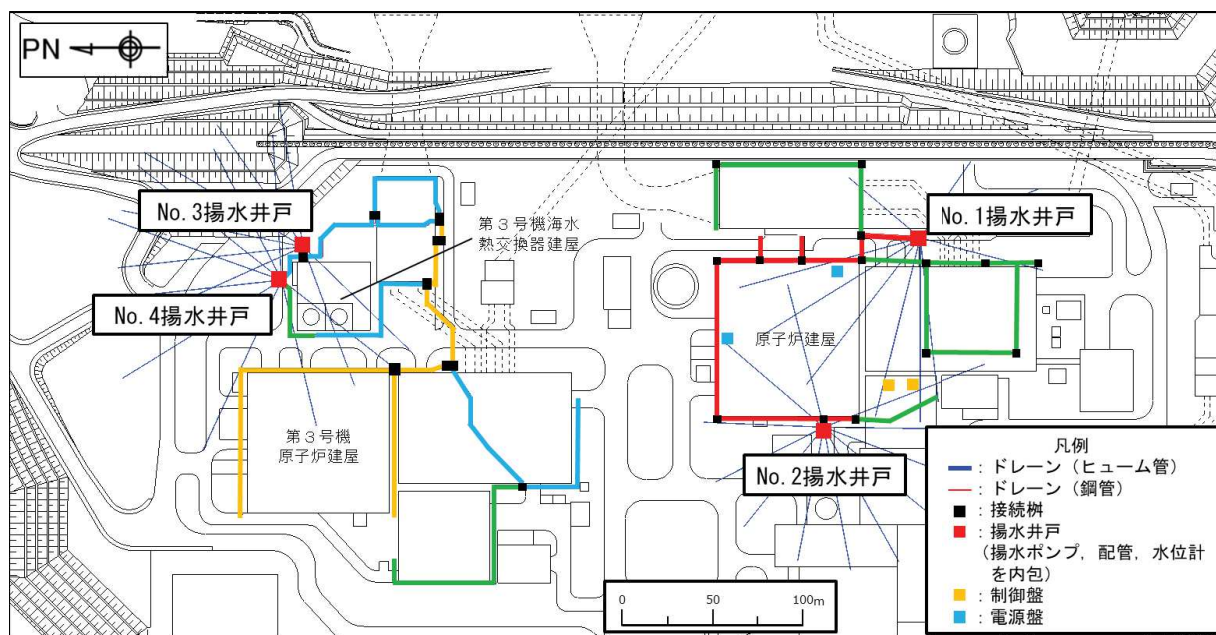 PN
No.3揚水井戸
第3号機海水
熱交換器建屋
No.1揚水井戸
No.4揚水井戸
原子炉建屋
第3号機
原子炉建屋
No.2揚水井戸
凡例
：ドレーン（ヒューム管）
：ドレーン（鋼管）
：接続桝
：揚水井戸
（揚水ポンプ，配管，水位計
を内包）
：制御盤
：電源盤
0 50 100m